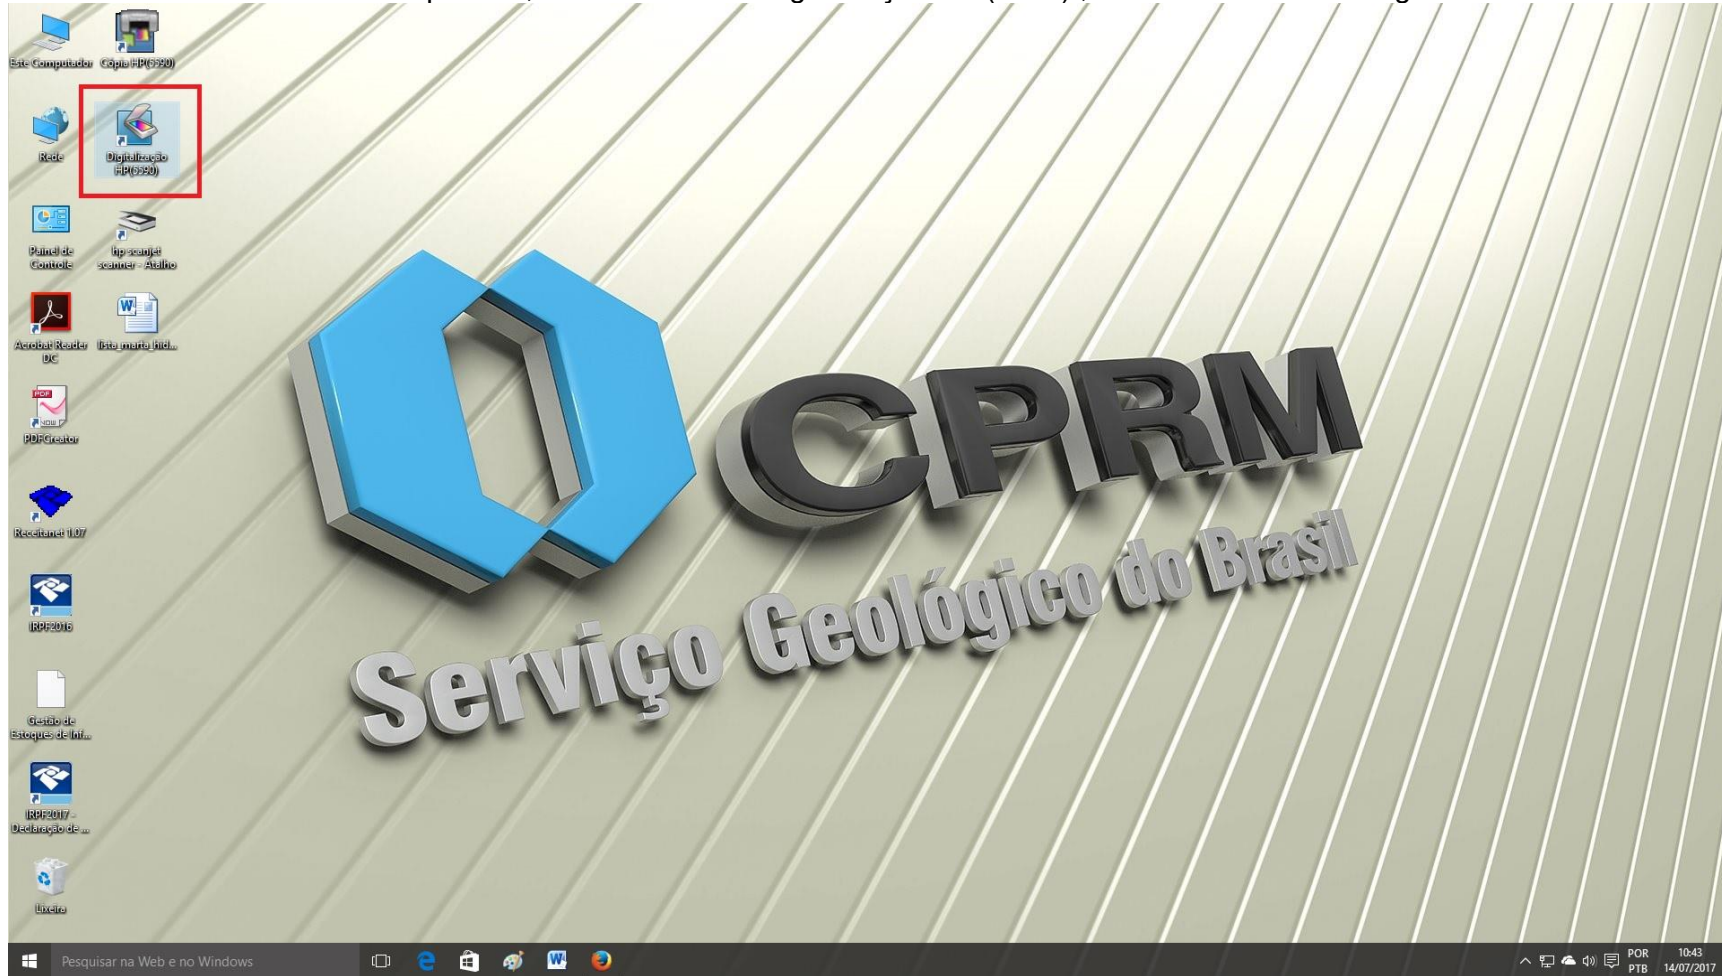 Este Computador
Cópia HP(5590)
Rede
Digitalização
HP(5590)
Painel de
Controle
hp scanjet
scanner - Atalho
Acrobat Reader
DC
lista_marta_hid...
PDF
PDFCreator
Receitanet 1.07
IRPF2016
Gestão de
Estoques de Inf...
IRPF2017 -
Declaração de ...
Lixeira
CPRM
Serviço Geológico do Brasil
Pesquisar na Web e no Windows
POR
PTB
10:43
14/07/2017